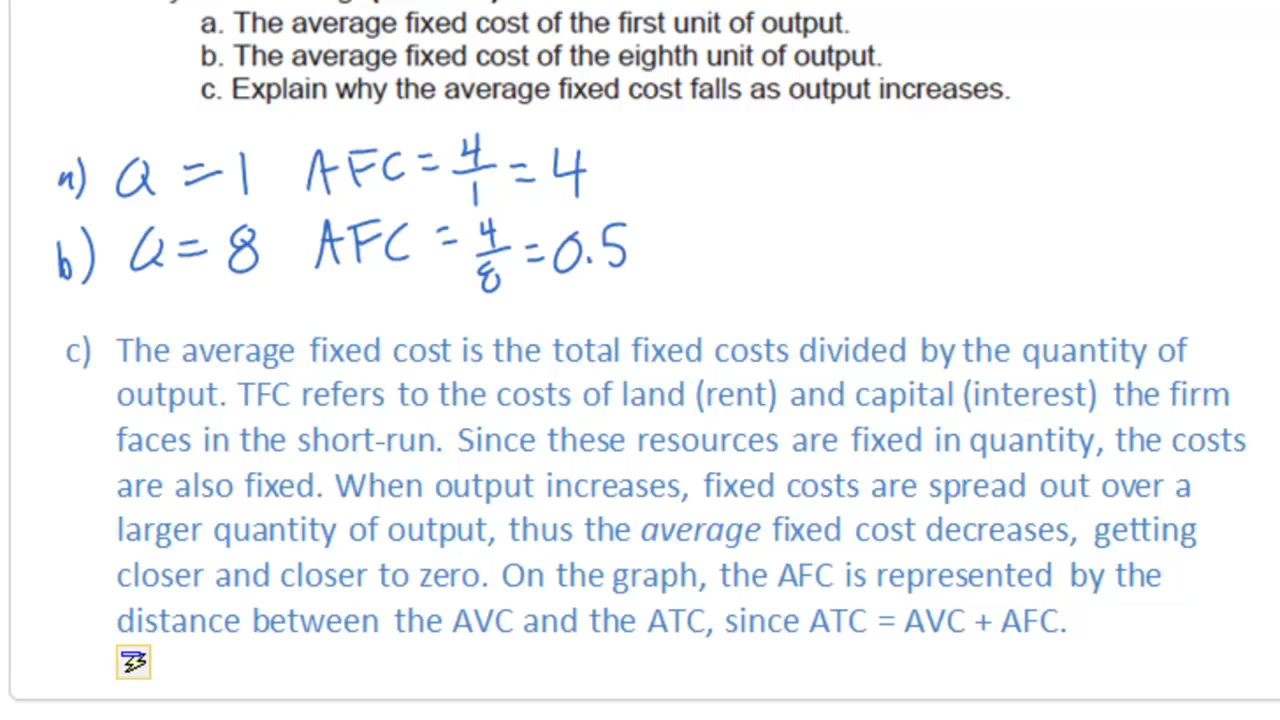 a. The average fixed cost of the first unit of output.
b. The average fixed cost of the eighth unit of output.
c. Explain why the average fixed cost falls as output increases.
a) Q = 1 AFC = 4/1 = 4
b) Q = 8 AFC = 4/8 = 0.5
c) The average fixed cost is the total fixed costs divided by the quantity of
output. TFC refers to the costs of land (rent) and capital (interest) the firm
faces in the short-run. Since these resources are fixed in quantity, the costs
are also fixed. When output increases, fixed costs are spread out over a
larger quantity of output, thus the average fixed cost decreases, getting
closer and closer to zero. On the graph, the AFC is represented by the
distance between the AVC and the ATC, since ATC = AVC + AFC.